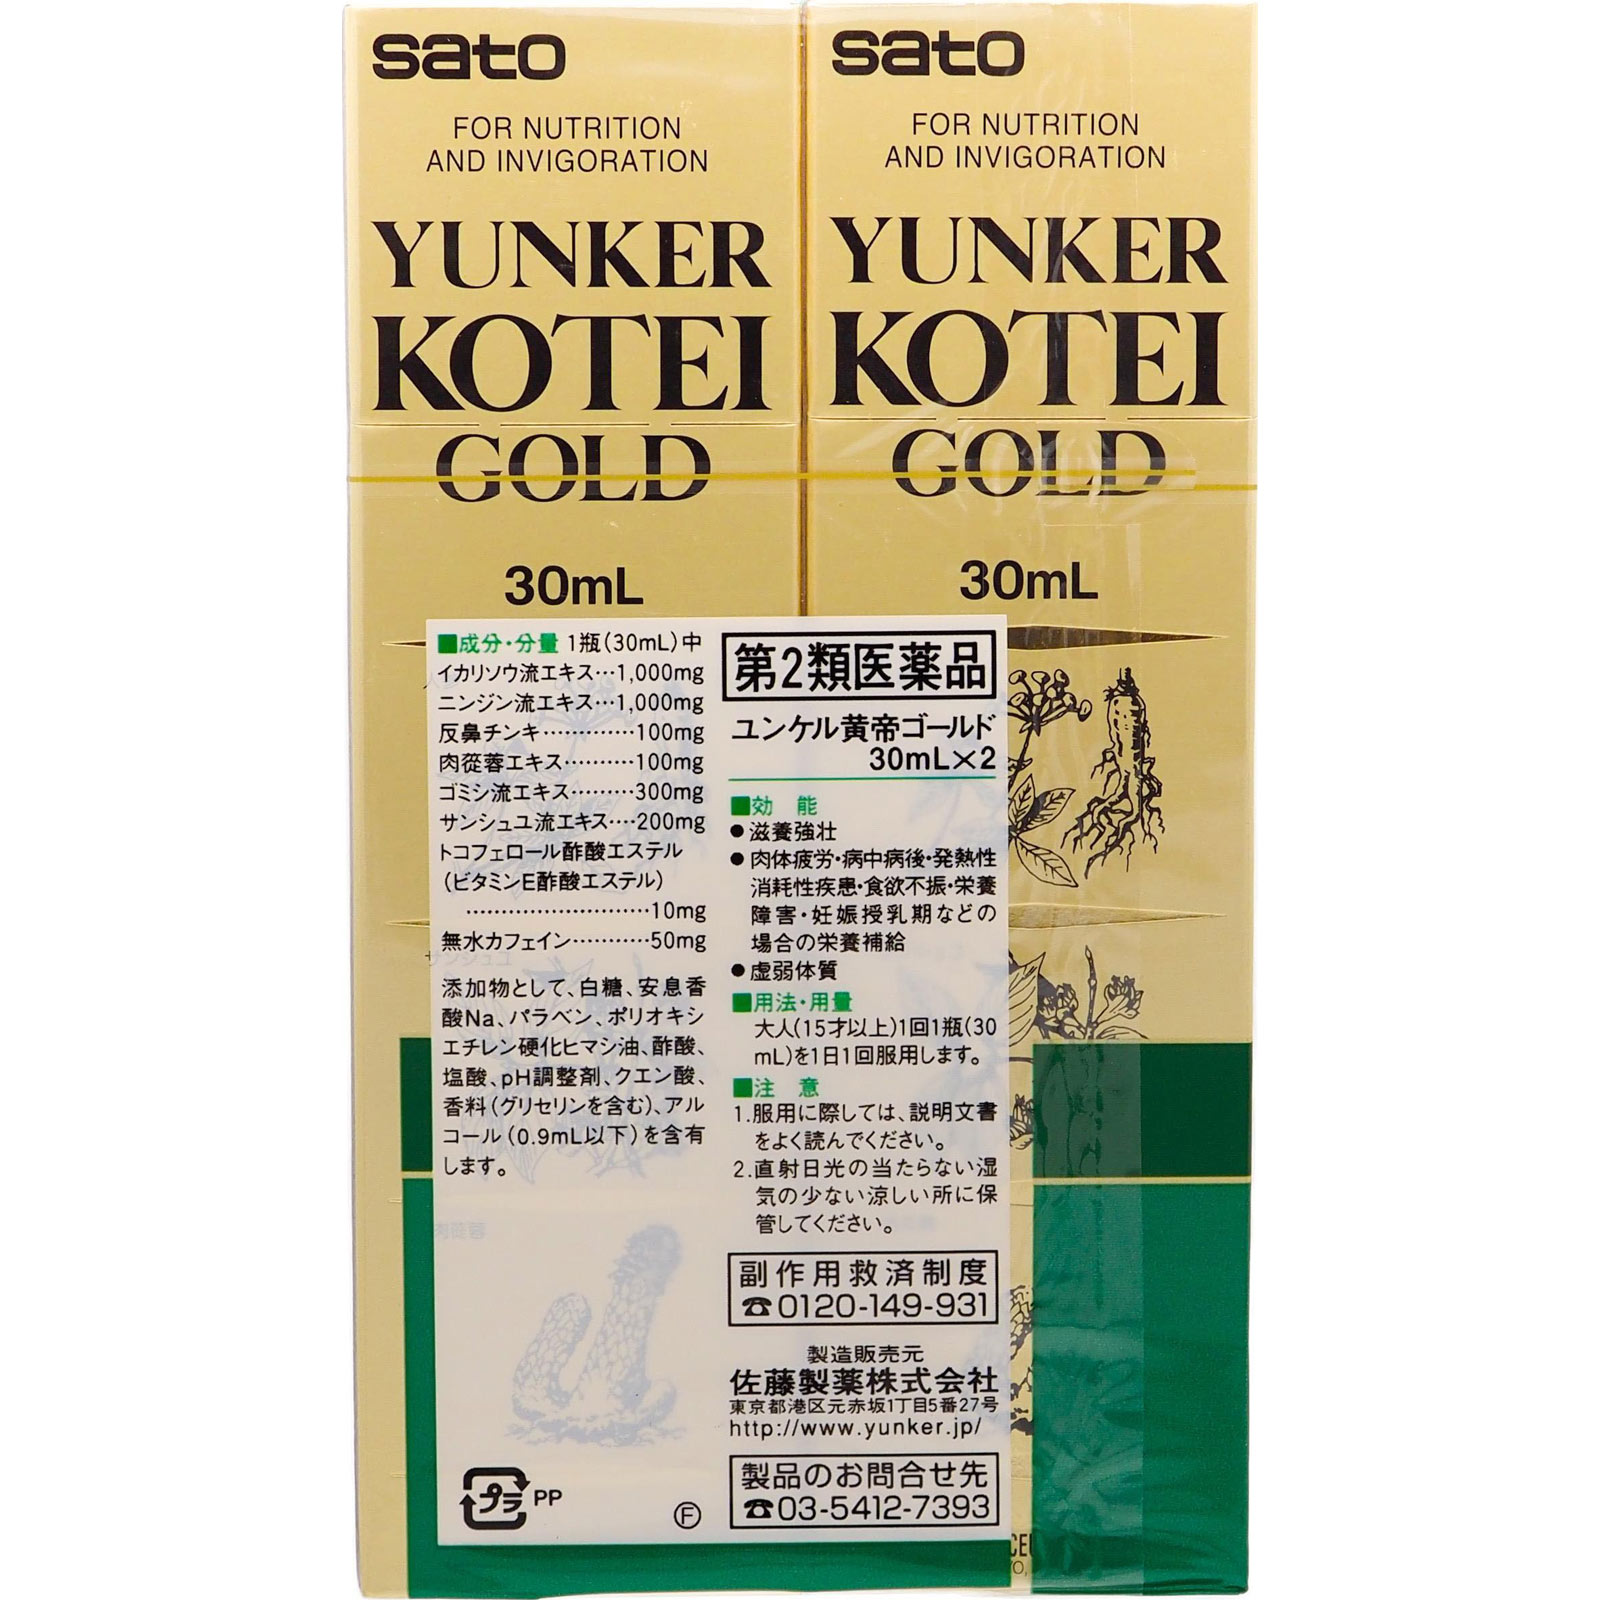 sato
FOR NUTRITION
AND INVIGORATION
YUNKER
KOTEI
GOLD
30mL
sato
FOR NUTRITION
AND INVIGORATION
YUNKER
KOTEI
GOLD
30mL
■成分・分量 1瓶(30mL)中
イカリソウ流エキス…1,000mg
ニンジン流エキス…1,000mg
反鼻チンキ…………100mg
肉蓯蓉エキス………100mg
ゴミシ流エキス………300mg
サンシュユ流エキス‥‥200mg
トコフェロール酢酸エステル
(ビタミンE酢酸エステル)
………………………10mg
無水カフェイン…………50mg
添加物として、白糖、安息香
酸Na、パラベン、ポリオキシ
エチレン硬化ヒマシ油、酢酸、
塩酸、pH調整剤、クエン酸、
香料(グリセリンを含む)、アル
コール(0.9mL以下)を含有
します。
サンシュユ
肉蓯蓉
プラ PP
Ⓕ
第2類医薬品
ユンケル黄帝ゴールド
30mL×2
■効 能
●滋養強壮
●肉体疲労・病中病後・発熱性
消耗性疾患・食欲不振・栄養
障害・妊娠授乳期などの
場合の栄養補給
●虚弱体質
■用法・用量
大人(15才以上)1回1瓶(30
mL)を1日1回服用します。
■注 意
1.服用に際しては、説明文書
をよく読んでください。
2.直射日光の当たらない湿
気の少ない涼しい所に保
管してください。
副作用救済制度
☎0120-149-931
製造販売元
佐藤製薬株式会社
東京都港区元赤坂1丁目5番27号
http://www.yunker.jp/
製品のお問合せ先
☎03-5412-7393